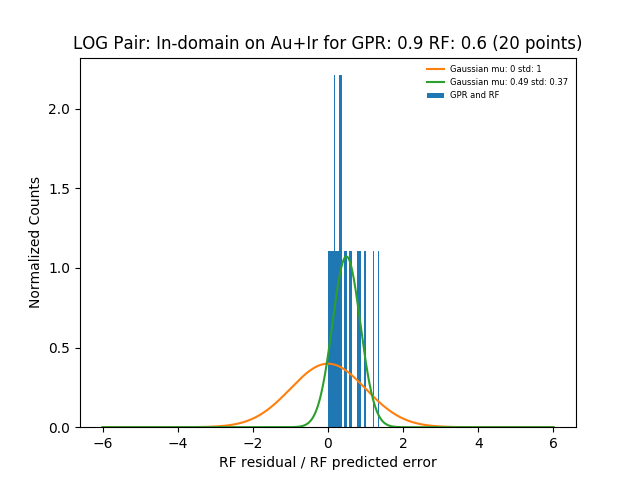 LOG Pair: In-domain on Au+Ir for GPR: 0.9 RF: 0.6 (20 points)
Gaussian mu: 0 std: 1
Gaussian mu: 0.49 std: 0.37
GPR and RF
Normalized Counts
2.0
1.5
1.0
0.5
0.0
−6 −4 −2 0 2 4 6
RF residual / RF predicted error